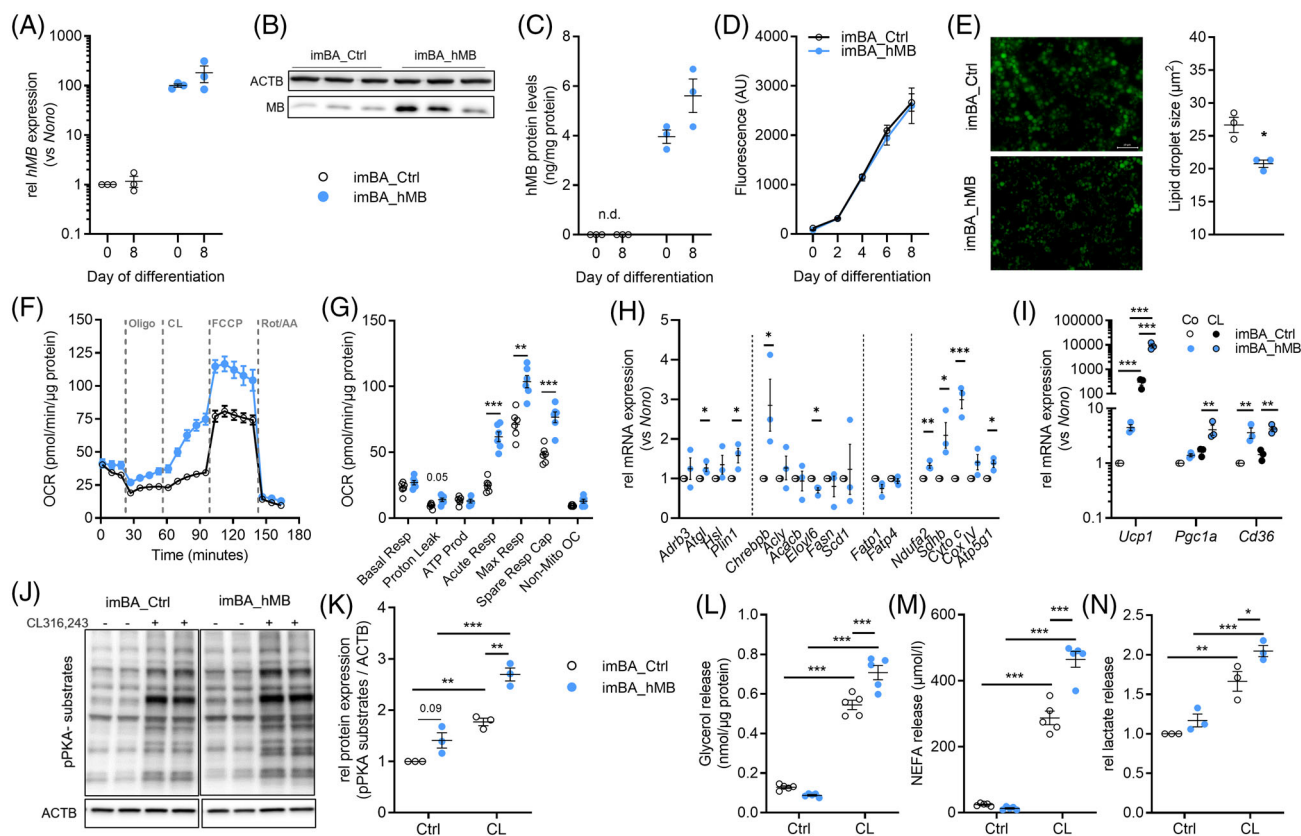 (A)
1000
100
10
1
0.1
rel hMB expression
(vs Nono)
0 8 0 8
Day of differentiation
(B)
imBA_Ctrl imBA_hMB
ACTB
MB
imBA_Ctrl
imBA_hMB
(C)
8
6
4
2
0
hMB protein levels
(ng/mg protein)
n.d.
0 8 0 8
Day of differentiation
(D)
4000
3000
2000
1000
0
Fluorescence (AU)
imBA_Ctrl
imBA_hMB
0 2 4 6 8
Day of differentiation
(E)
imBA_Ctrl
imBA_hMB
35
30
25
20
15
10
Lipid droplet size (μm²)
*
(F)
150
125
100
75
50
25
0
OCR (pmol/min/μg protein)
Oligo CL FCCP Rot/AA
0 30 60 90 120 150 180
Time (minutes)
(G)
150
100
50
0
OCR (pmol/min/μg protein)
0.05 *** ** ***
Basal Resp
Proton Leak
ATP Prod
Acute Resp
Max Resp
Spare Resp Cap
Non-Mito OC
(H)
5
4
3
2
1
0
rel mRNA expression
(vs Nono)
* * * * ** * *** *
Adrb3
Atgl
Hsl
Plin1
Chrebpb
Acly
Acacb
Elovl6
Fasn
Scd1
Fatp1
Fatp4
Ndufa2
Sdhb
Cyto c
Cox IV
Atp5g1
(I)
100000
10000
1000
100
10
1
0.1
rel mRNA expression
(vs Nono)
*** *** *** ** ** **
Co CL
imBA_Ctrl
imBA_hMB
Ucp1 Pgc1a Cd36
(J)
imBA_Ctrl imBA_hMB
CL316,243 - - + + - - + +
pPKA- substrates
ACTB
(K)
4
3
2
1
0
rel protein expression
(pPKA substrates / ACTB)
***
**
**
0.09
Ctrl CL
imBA_Ctrl
imBA_hMB
(L)
1.0
0.8
0.6
0.4
0.2
0.0
Glycerol release
(nmol/μg protein)
***
***
***
Ctrl CL
(M)
600
400
200
0
NEFA release (μmol/l)
***
***
***
Ctrl CL
(N)
2.5
2.0
1.5
1.0
0.5
0.0
rel lactate release
*
***
**
Ctrl CL